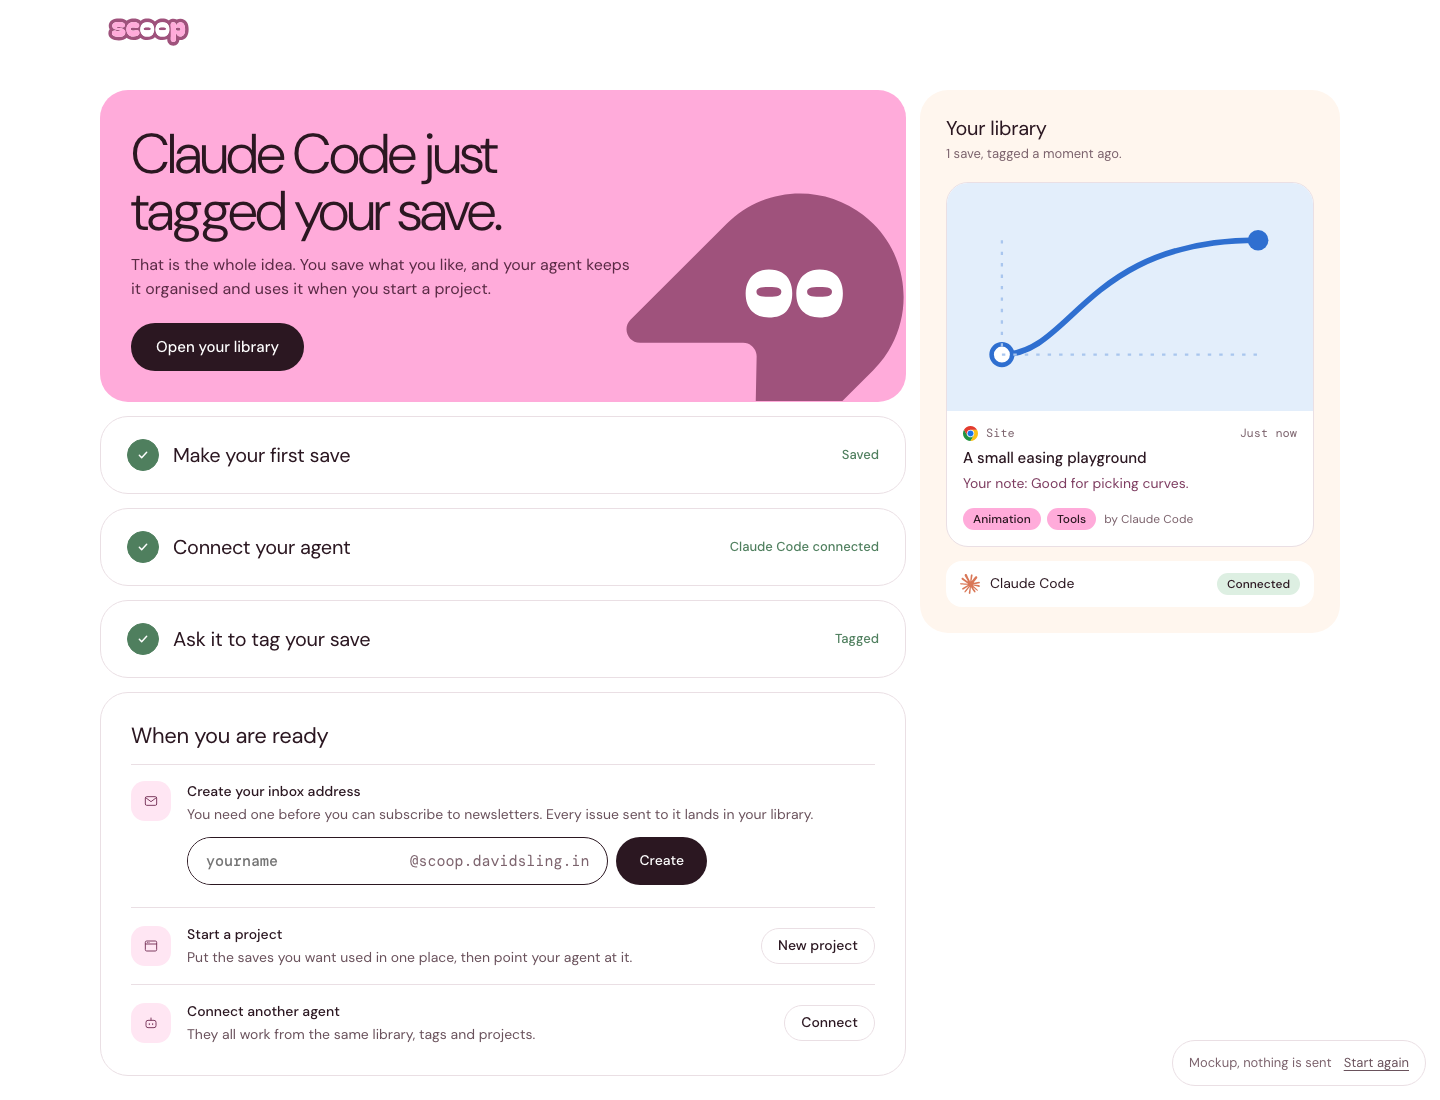 scoop
Claude Code just
tagged your save.
That is the whole idea. You save what you like, and your agent keeps
it organised and uses it when you start a project.
Open your library
Make your first save
Saved
Connect your agent
Claude Code connected
Ask it to tag your save
Tagged
When you are ready
Create your inbox address
You need one before you can subscribe to newsletters. Every issue sent to it lands in your library.
yourname @scoop.davidsling.in
Create
Start a project
Put the saves you want used in one place, then point your agent at it.
New project
Connect another agent
They all work from the same library, tags and projects.
Connect
Your library
1 save, tagged a moment ago.
Site Just now
A small easing playground
Your note: Good for picking curves.
Animation Tools by Claude Code
Claude Code Connected
Mockup, nothing is sent Start again